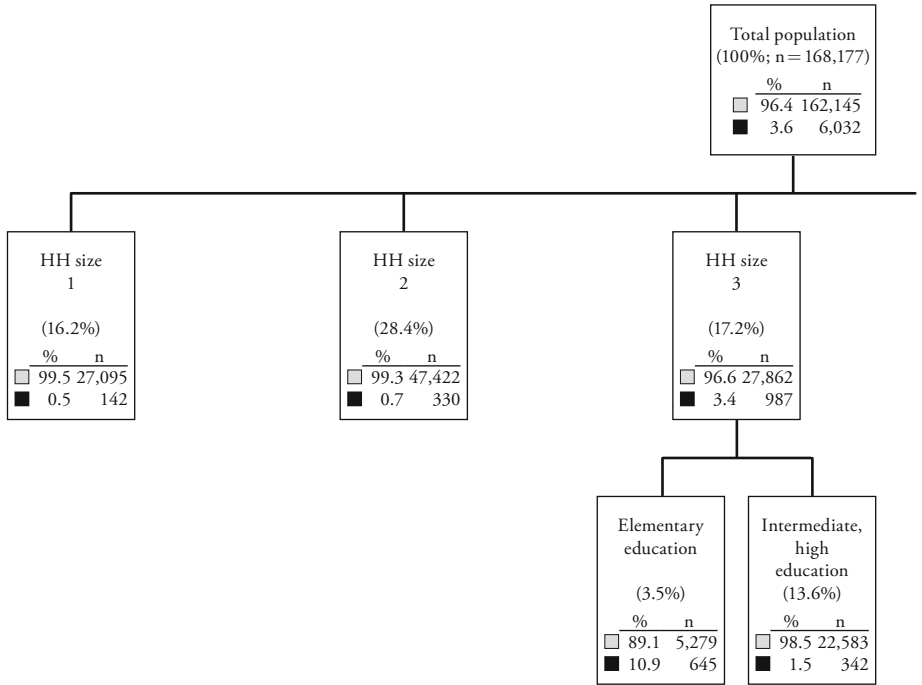 Total population
(100%; n=168,177)
% n
96.4 162,145
3.6 6,032
HH size
1
(16.2%)
% n
99.5 27,095
0.5 142
HH size
2
(28.4%)
% n
99.3 47,422
0.7 330
HH size
3
(17.2%)
% n
96.6 27,862
3.4 987
Elementary
education
(3.5%)
% n
89.1 5,279
10.9 645
Intermediate,
high
education
(13.6%)
% n
98.5 22,583
1.5 342